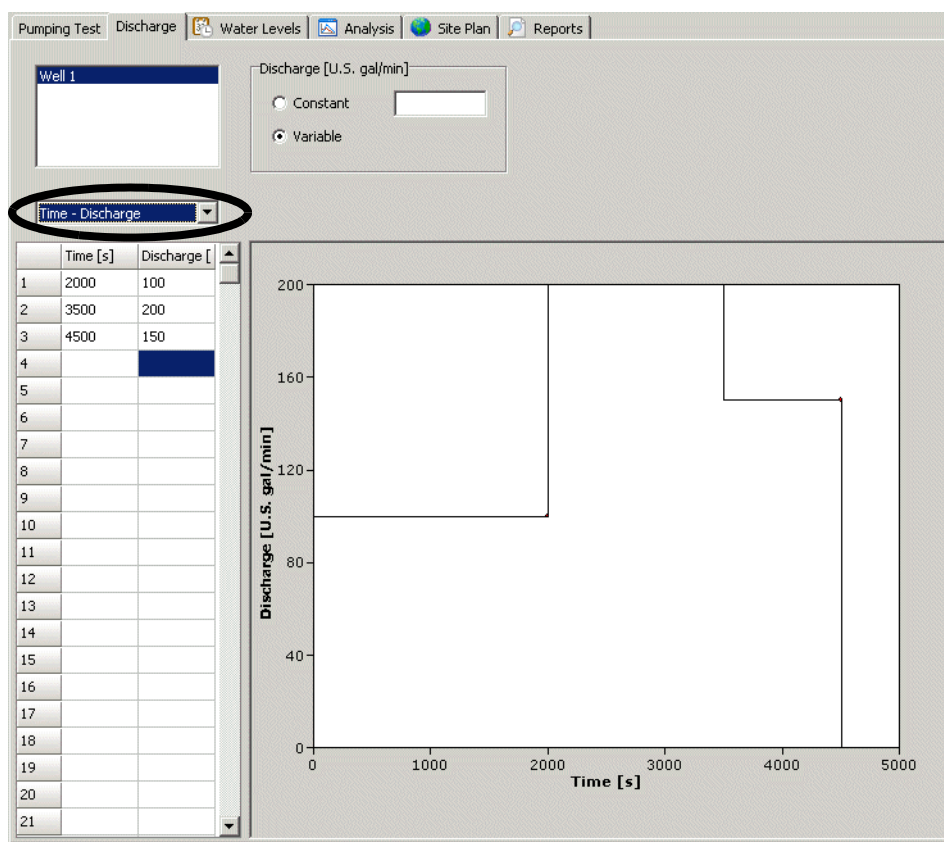 Pumping Test Discharge Water Levels Analysis Site Plan Reports
Well 1
Discharge [U.S. gal/min]
Constant
Variable
Time - Discharge
Time [s] Discharge [
1 2000 100
2 3500 200
3 4500 150
4
5
6
7
8
9
10
11
12
13
14
15
16
17
18
19
20
21
Discharge [U.S. gal/min]
200
160
120
80
40
0
0 1000 2000 3000 4000 5000
Time [s]